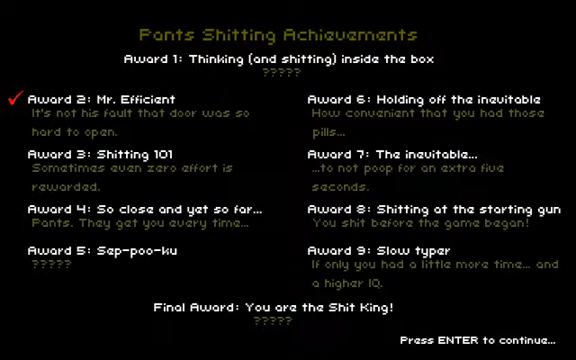 Pants Shitting Achievements
Award 1: Thinking (and shitting) inside the box
?????
Award 2: Mr. Efficient
It's not his fault that door was so
hard to open.
Award 3: Shitting 101
Sometimes even zero effort is
rewarded.
Award 4: So close and yet so far...
Pants. They get you every time...
Award 5: Sep-poo-ku
?????
Award 6: Holding off the inevitable
How convenient that you had those
pills...
Award 7: The inevitable...
...to not poop for an extra five
seconds.
Award 8: Shitting at the starting gun
You shit before the game began!
Award 9: Slow typer
If only you had a little more time... and
a higher IQ.
Final Award: You are the Shit King!
?????
Press ENTER to continue...